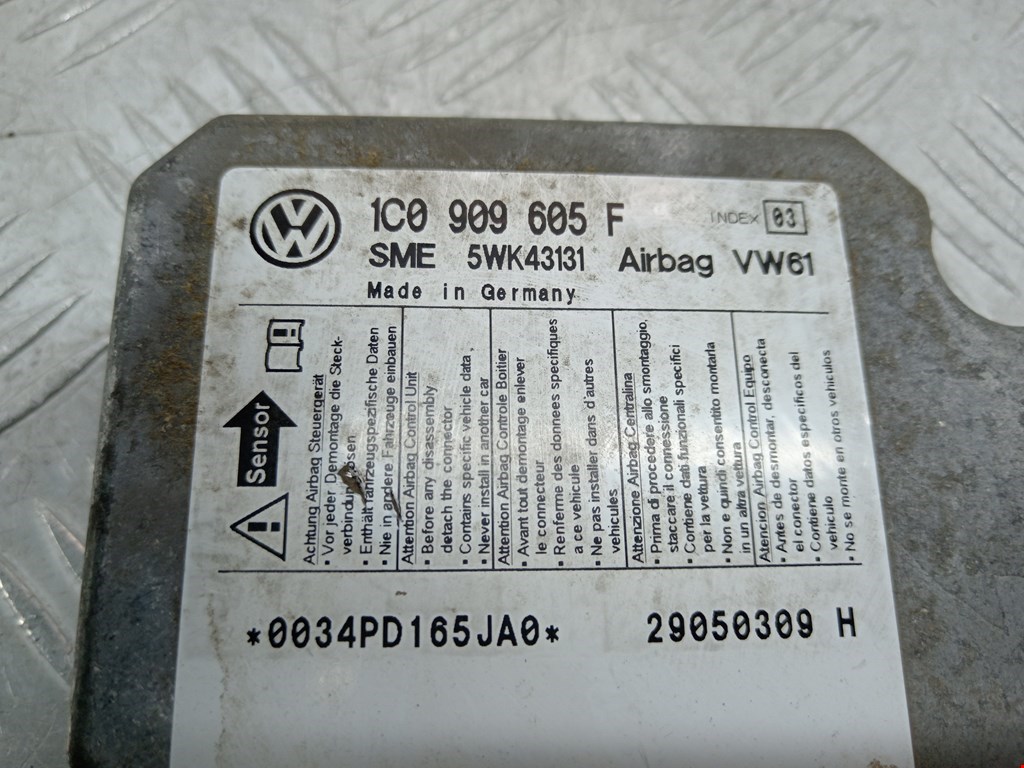 1C0 909 605 F INDEX 03
SME 5WK43131 Airbag VW61
Made in Germany
Sensor
Achtung Airbag Steuergerät
• Vor jeder Demontage die Steck-
verbindung lösen
• Enthält fahrzeugspezifische Daten
• Nie in andere Fahrzeuge einbauen
Attention Airbag Control Unit
• Before any disassembly
detach the connector
• Contains specific vehicle data,
• Never install in another car
Attention Airbag Controle Boitier
• Avant tout demontage enlever
le connecteur
• Renferme des donnees specifiques
a ce vehicule
• Ne pas installer dans d'autres
vehicules
Attenzione Airbag Centralina
• Prima di procedere allo smontaggio,
staccare il connessione
• Contiene dati funzionali specifici
per la vettura
• Non e quindi consentito montarla
in un altra vettura
Atencion Airbag Control Equipo
• Antes de desmontar, desconecta
el conector
• Contiene datos especificos del
vehiculo
• No se monte en otros vehiculos
*0034PD165JA0* 29050309 H